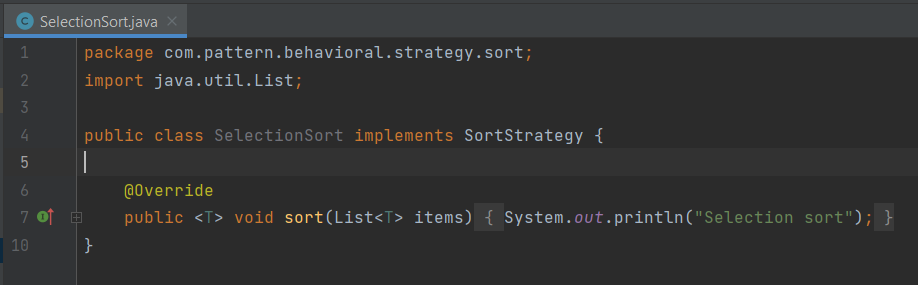 SelectionSort.java
1 package com.pattern.behavioral.strategy.sort;
2 import java.util.List;
3
4 public class SelectionSort implements SortStrategy {
5
6 @Override
7 public <T> void sort(List<T> items) { System.out.println("Selection sort"); }
10 }